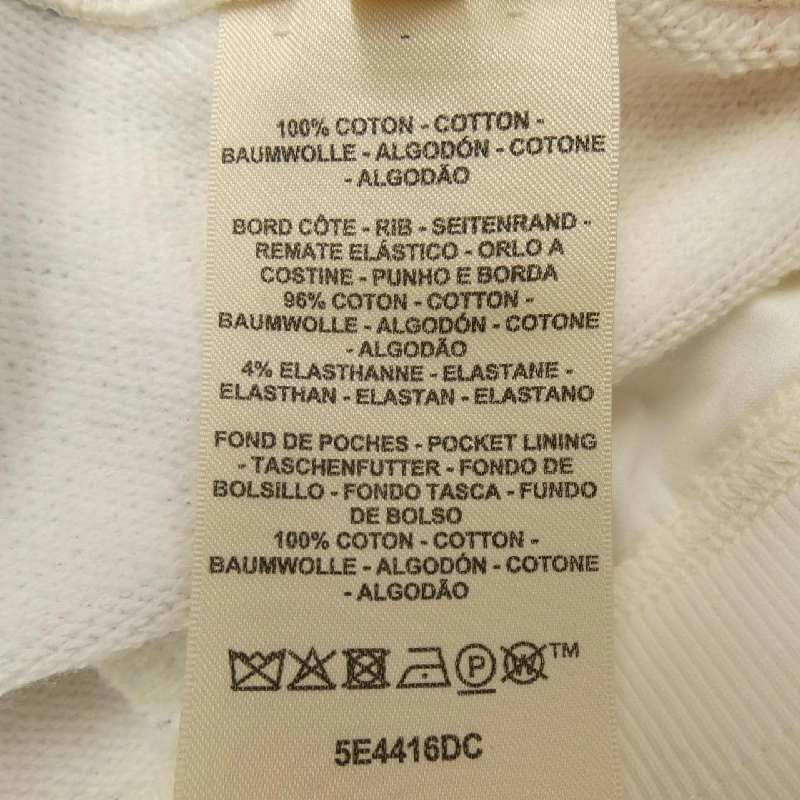 100% COTON - COTTON -
BAUMWOLLE - ALGODÓN - COTONE
- ALGODÃO
BORD CÔTE - RIB - SEITENRAND -
REMATE ELÁSTICO - ORLO A
COSTINE - PUNHO E BORDA
96% COTON - COTTON -
BAUMWOLLE - ALGODÓN - COTONE
- ALGODÃO
4% ELASTHANNE - ELASTANE -
ELASTHAN - ELASTAN - ELASTANO
FOND DE POCHES - POCKET LINING
- TASCHENFUTTER - FONDO DE
BOLSILLO - FONDO TASCA - FUNDO
DE BOLSO
100% COTON - COTTON -
BAUMWOLLE - ALGODÓN - COTONE
- ALGODÃO
P W TM
5E4416DC